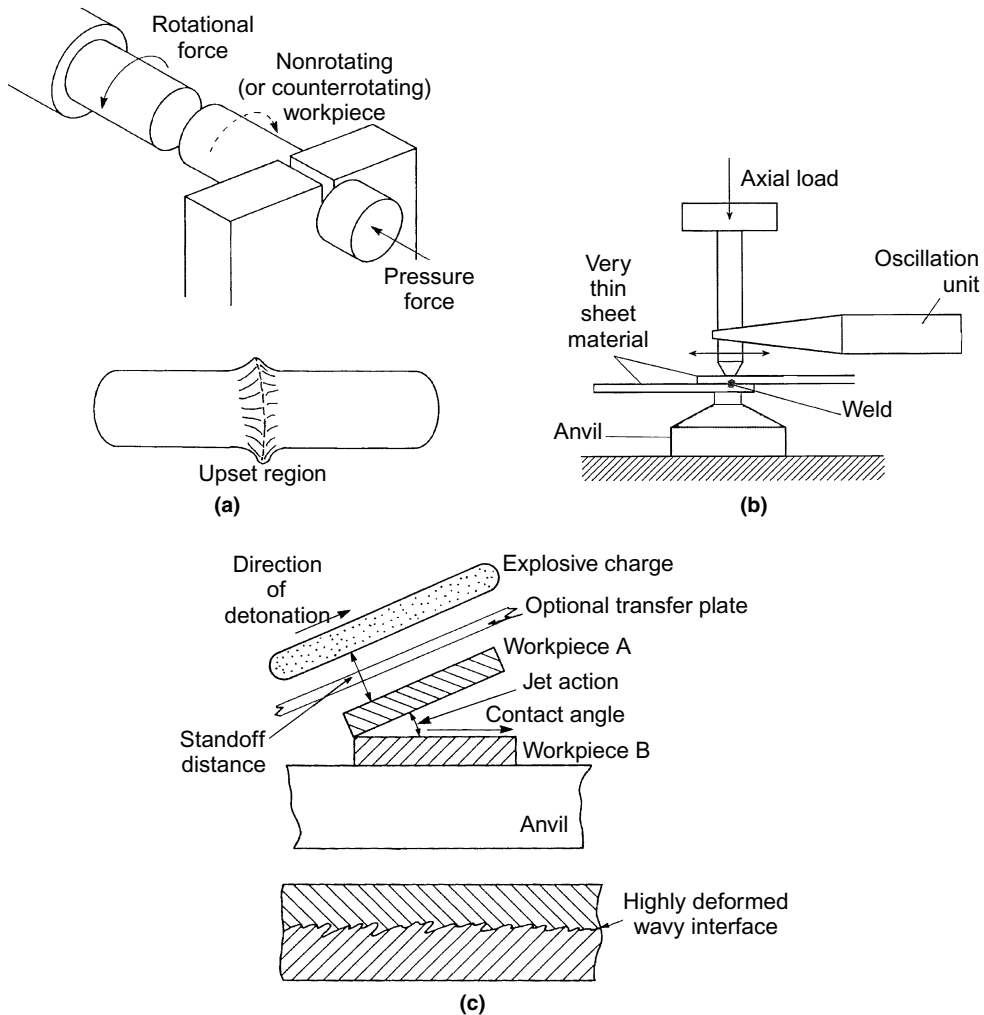 Rotational
force
Nonrotating
(or counterrotating)
workpiece
Pressure
force
Upset region
(a)
Axial load
Very
thin
sheet
material
Oscillation
unit
Weld
Anvil
(b)
Direction
of
detonation
Explosive charge
Optional transfer plate
Workpiece A
Jet action
Contact angle
Standoff
distance
Workpiece B
Anvil
Highly deformed
wavy interface
(c)